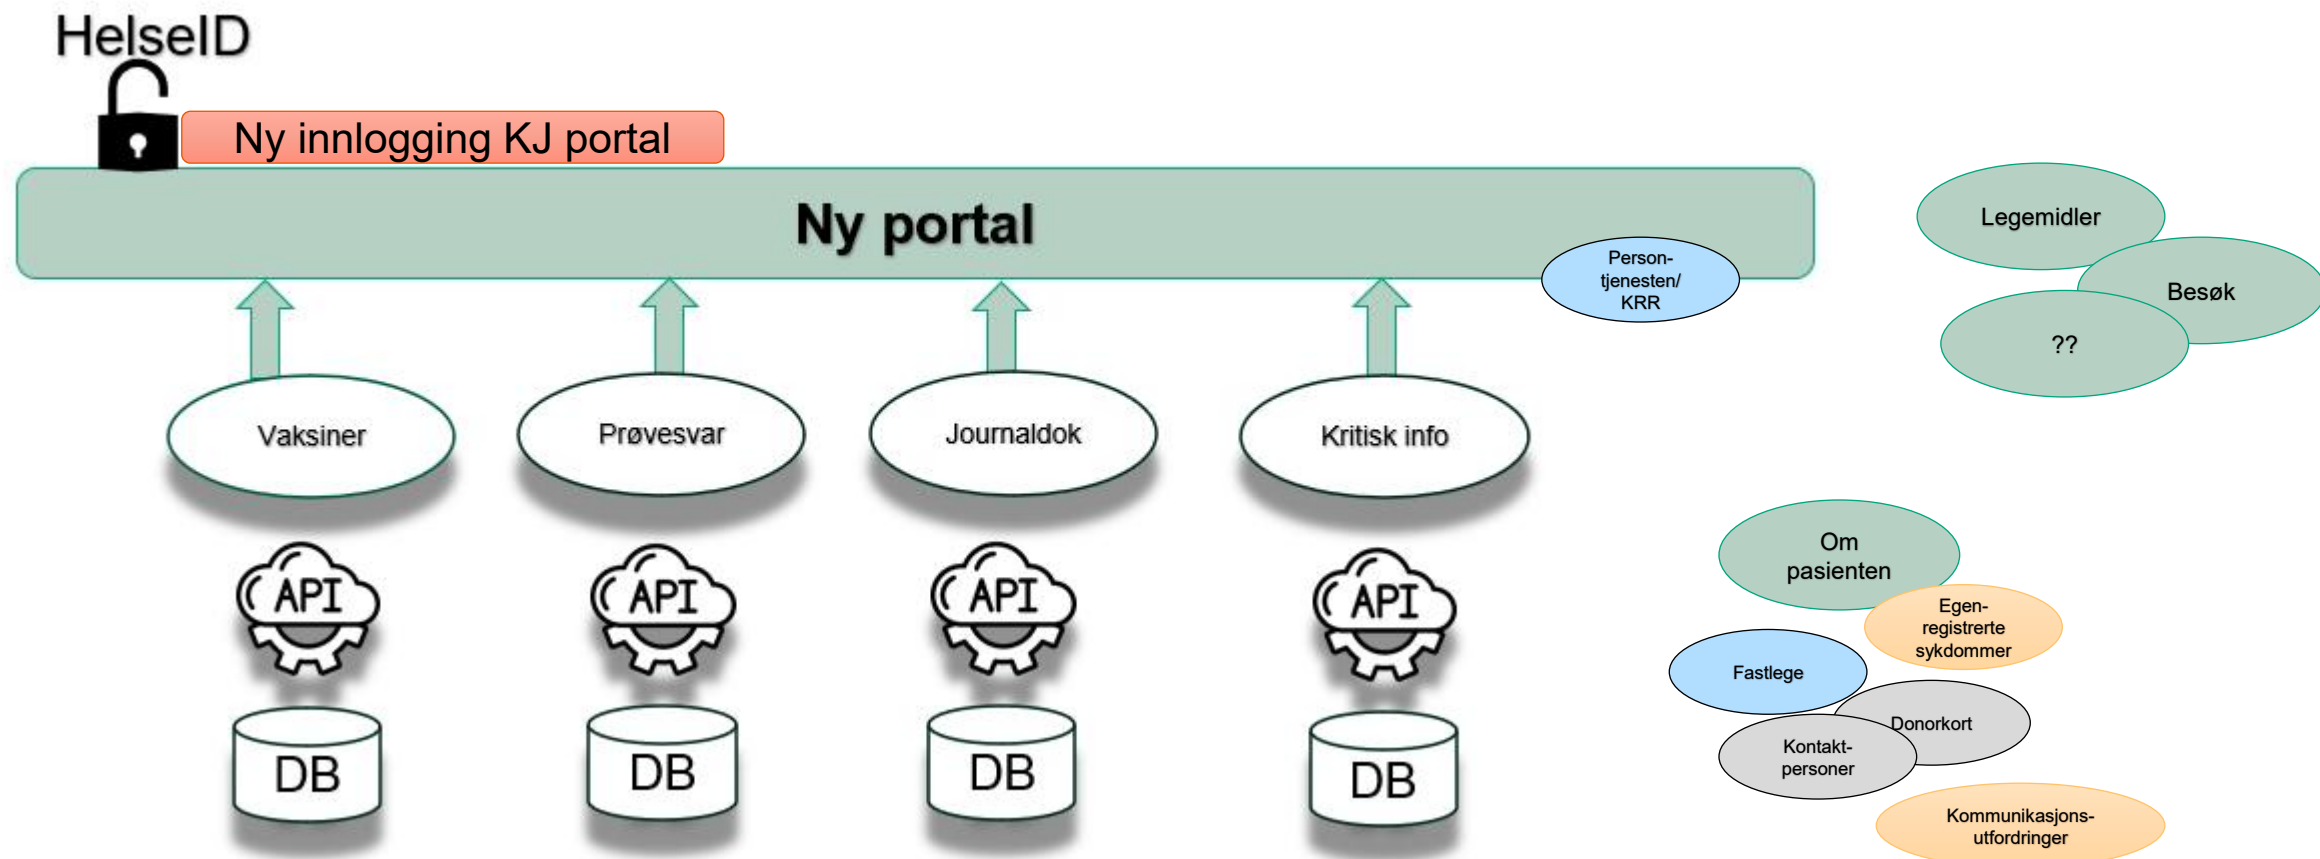 HelseID
Ny innlogging KJ portal
Ny portal
Person-
tjenesten/
KRR
Legemidler
Besøk
??
Vaksiner
Prøvesvar
Journaldok
Kritisk info
API
API
API
API
DB
DB
DB
DB
Om
pasienten
Egen-
registrerte
sykdommer
Fastlege
Donorkort
Kontakt-
personer
Kommunikasjons-
utfordringer